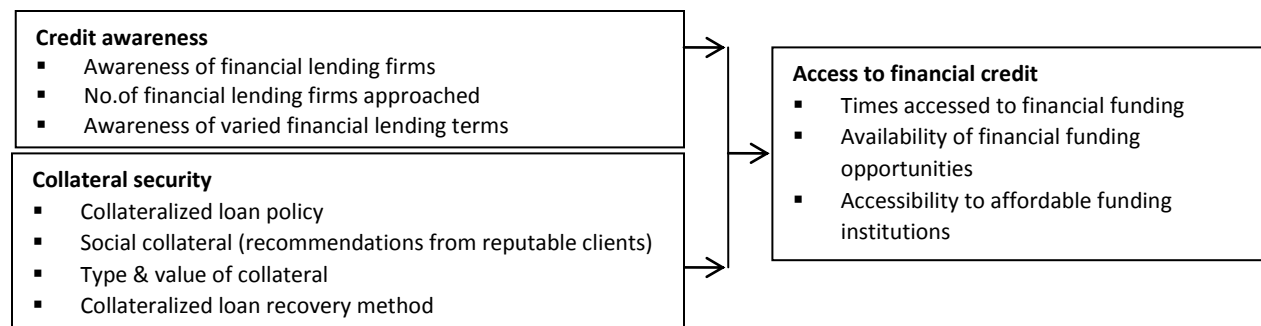 Credit awareness
▪ Awareness of financial lending firms
▪ No.of financial lending firms approached
▪ Awareness of varied financial lending terms
Collateral security
▪ Collateralized loan policy
▪ Social collateral (recommendations from reputable clients)
▪ Type & value of collateral
▪ Collateralized loan recovery method
Access to financial credit
▪ Times accessed to financial funding
▪ Availability of financial funding
opportunities
▪ Accessibility to affordable funding
institutions